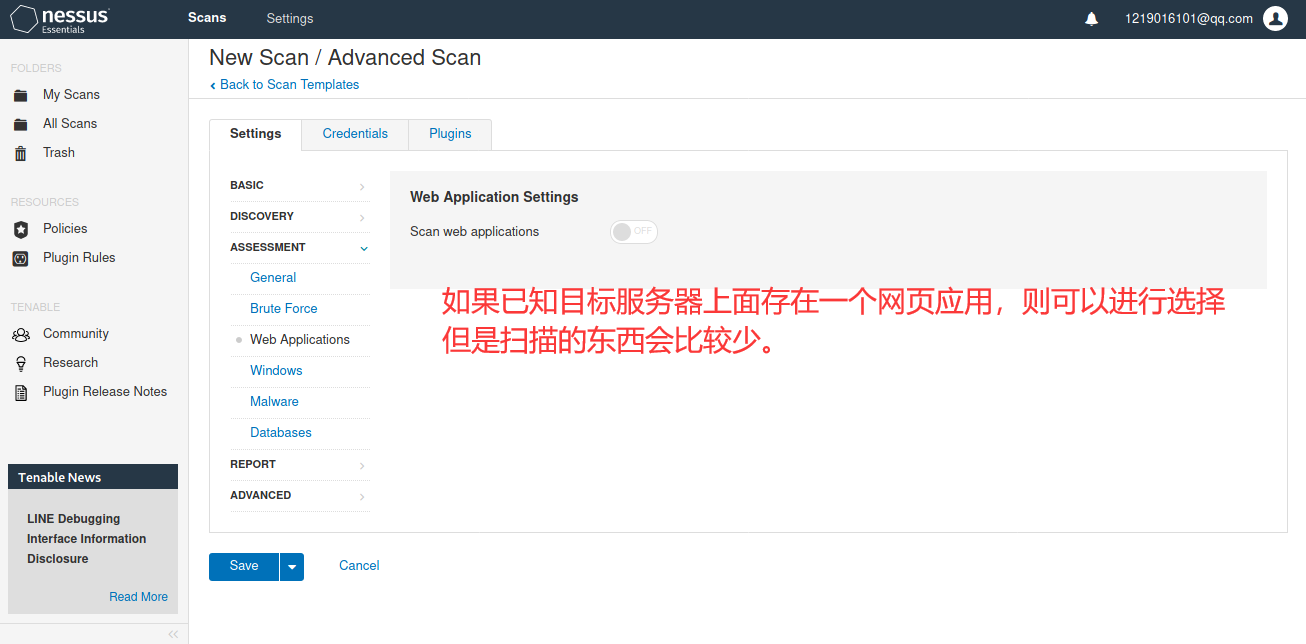 nessus
Essentials
Scans
Settings
1219016101@qq.com
FOLDERS
My Scans
All Scans
Trash
RESOURCES
Policies
Plugin Rules
TENABLE
Community
Research
Plugin Release Notes
Tenable News
LINE Debugging
Interface Information
Disclosure
Read More
New Scan / Advanced Scan
Back to Scan Templates
Settings
Credentials
Plugins
BASIC
DISCOVERY
ASSESSMENT
General
Brute Force
Web Applications
Windows
Malware
Databases
REPORT
ADVANCED
Web Application Settings
Scan web applications
OFF
如果已知目标服务器上面存在一个网页应用，则可以进行选择
但是扫描的东西会比较少。
Save
Cancel